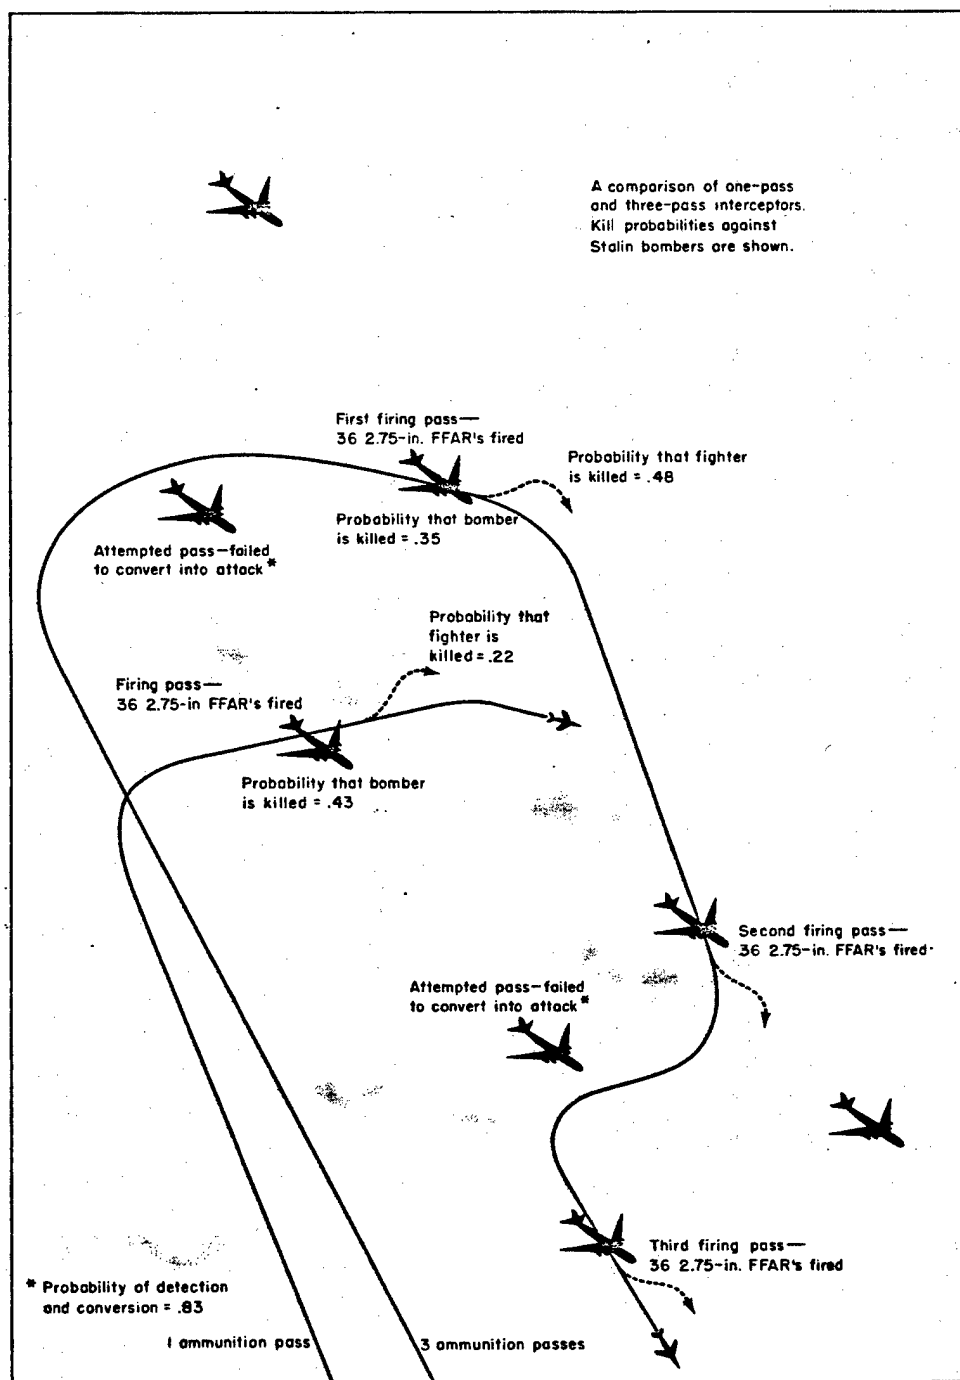 A comparison of one-pass
and three-pass interceptors.
Kill probabilities against
Stalin bombers are shown.
First firing pass—
36 2.75-in. FFAR's fired
Probability that fighter
is killed = .48
Probability that bomber
is killed = .35
Attempted pass—failed
to convert into attack*
Probability that
fighter is
killed = .22
Firing pass—
36 2.75-in FFAR's fired
Probability that bomber
is killed = .43
Second firing pass—
36 2.75-in. FFAR's fired
Attempted pass—failed
to convert into attack*
Third firing pass—
36 2.75-in. FFAR's fired
* Probability of detection
and conversion = .83
1 ammunition pass
3 ammunition passes